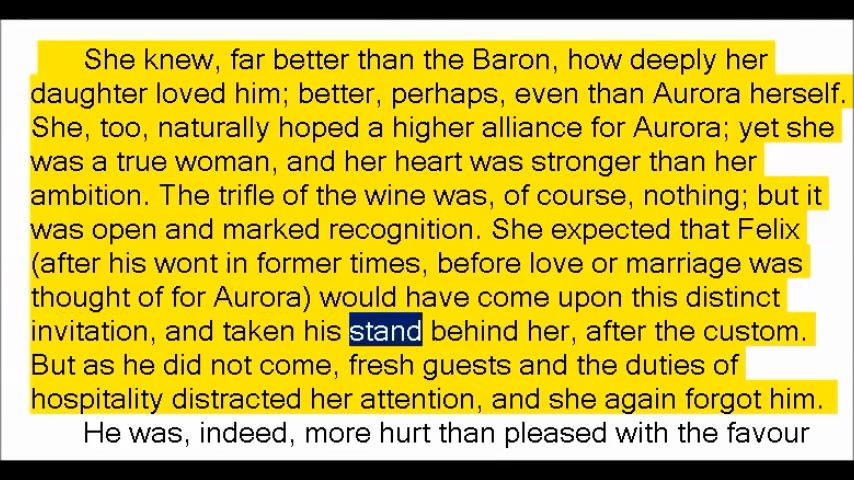 She knew, far better than the Baron, how deeply her
daughter loved him; better, perhaps, even than Aurora herself.
She, too, naturally hoped a higher alliance for Aurora; yet she
was a true woman, and her heart was stronger than her
ambition. The trifle of the wine was, of course, nothing; but it
was open and marked recognition. She expected that Felix
(after his wont in former times, before love or marriage was
thought of for Aurora) would have come upon this distinct
invitation, and taken his stand behind her, after the custom.
But as he did not come, fresh guests and the duties of
hospitality distracted her attention, and she again forgot him.
He was, indeed, more hurt than pleased with the favour